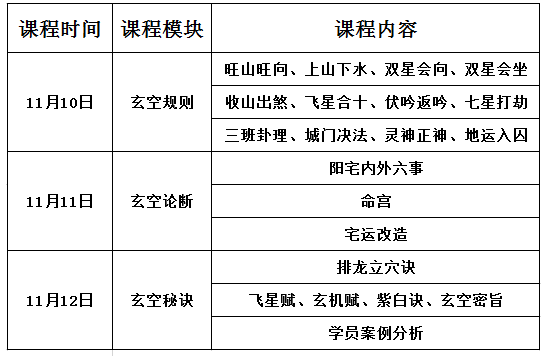 课程时间 课程模块 课程内容
旺山旺向、上山下水、双星会向、双星会坐
11月10日 玄空规则 收山出煞、飞星合十、伏吟返吟、七星打劫
三班卦理、城门决法、灵神正神、地运入囚
阳宅内外六事
11月11日 玄空论断 命宫
宅运改造
排龙立穴诀
11月12日 玄空秘诀 飞星赋、玄机赋、紫白诀、玄空密旨
学员案例分析